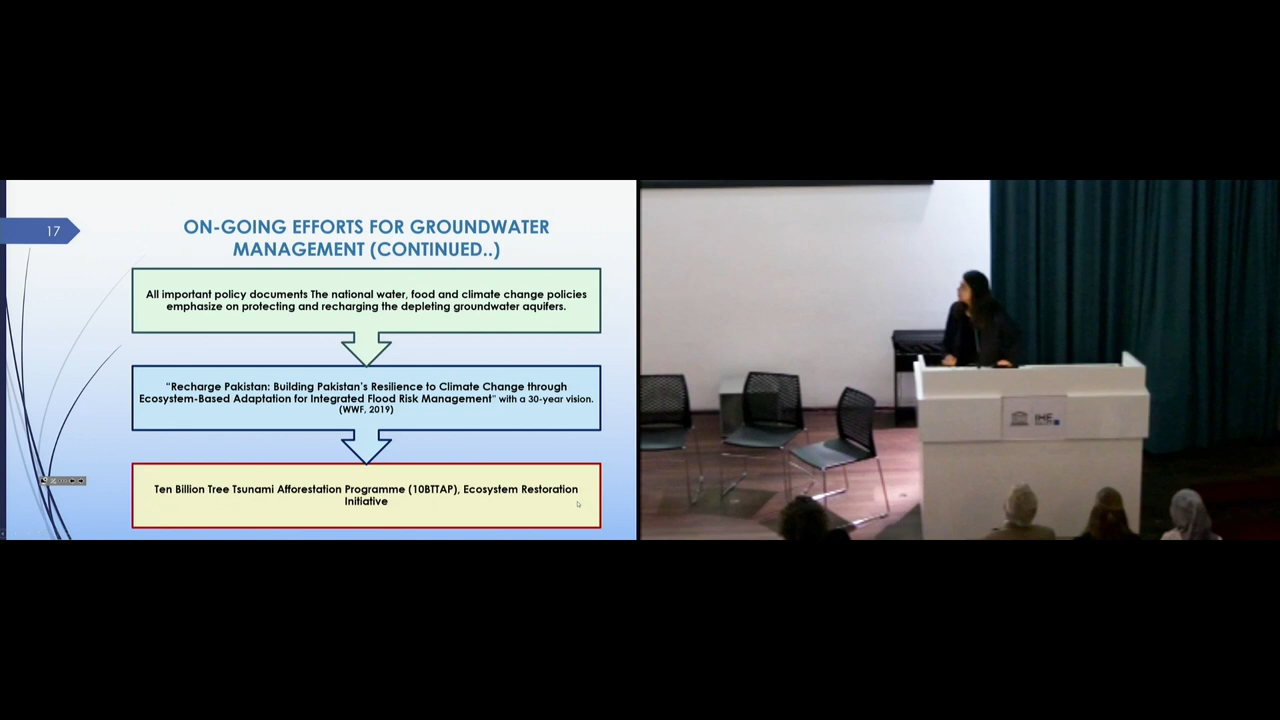 17
ON-GOING EFFORTS FOR GROUNDWATER
MANAGEMENT (CONTINUED..)
All important policy documents The national water, food and climate change policies
emphasize on protecting and recharging the depleting groundwater aquifers.
"Recharge Pakistan: Building Pakistan's Resilience to Climate Change through
Ecosystem-Based Adaptation for Integrated Flood Risk Management" with a 30-year vision.
(WWF, 2019)
Ten Billion Tree Tsunami Afforestation Programme (10BTTAP), Ecosystem Restoration
Initiative
IHE